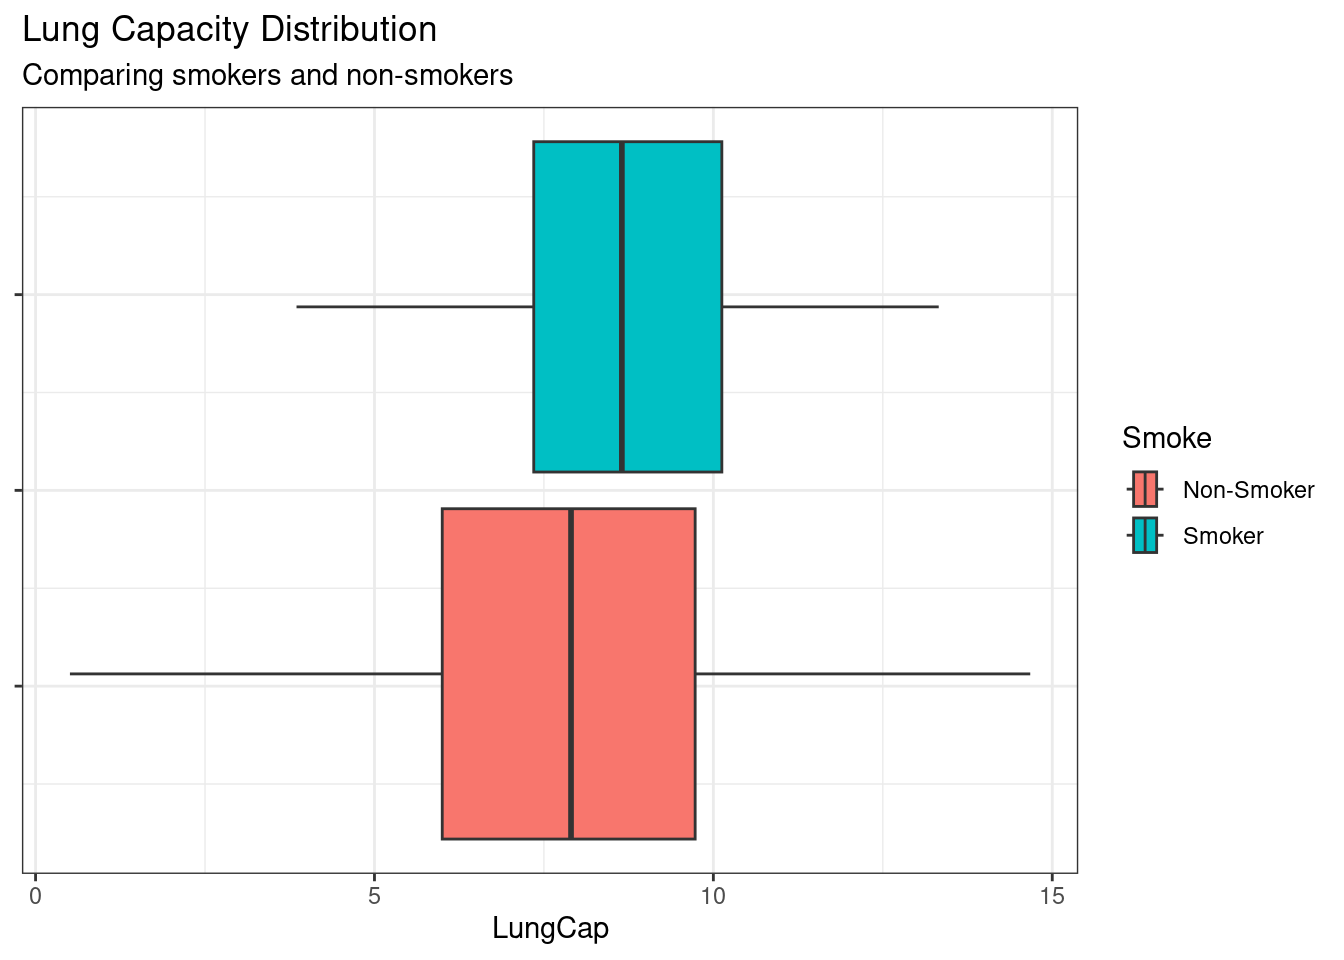 Lung Capacity Distribution
Comparing smokers and non-smokers
Smoke
Non-Smoker
Smoker
0 5 10 15
LungCap